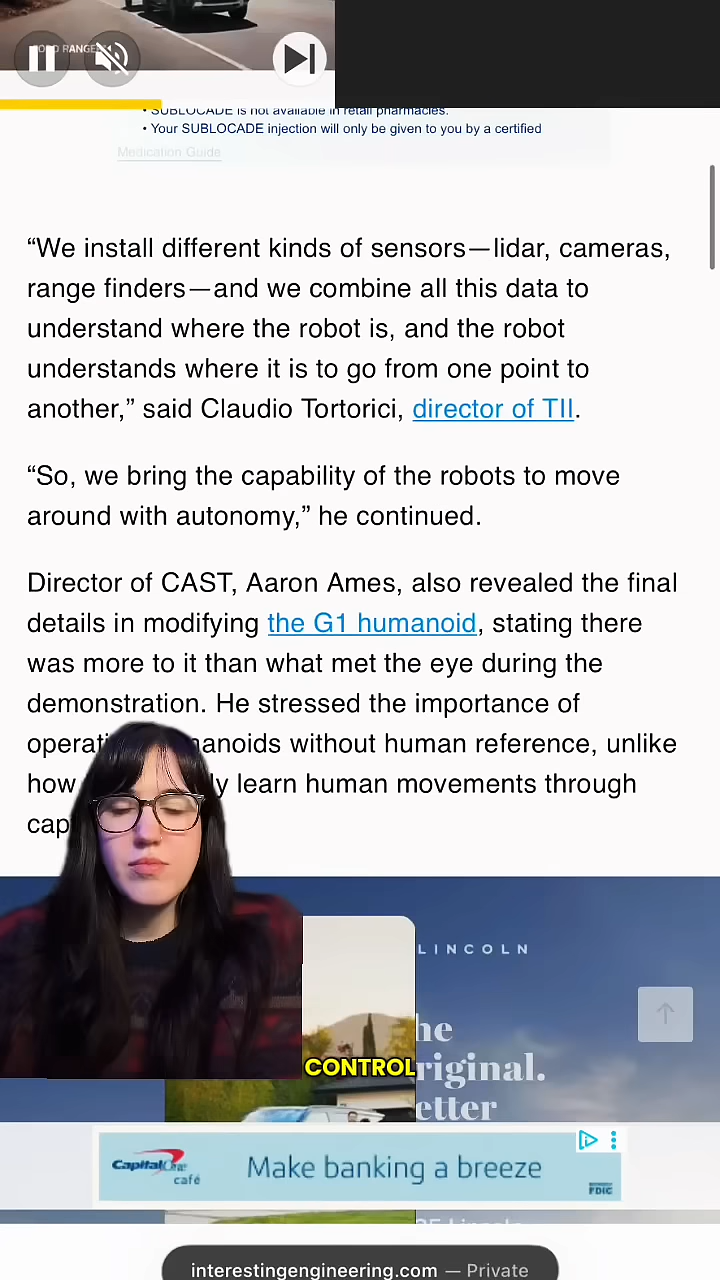 RANGE
• SUBLOCADE is not available in retail pharmacies.
• Your SUBLOCADE injection will only be given to you by a certified
Medication Guide
“We install different kinds of sensors—lidar, cameras,
range finders—and we combine all this data to
understand where the robot is, and the robot
understands where it is to go from one point to
another,” said Claudio Tortorici, director of TII.
“So, we bring the capability of the robots to move
around with autonomy,” he continued.
Director of CAST, Aaron Ames, also revealed the final
details in modifying the G1 humanoid, stating there
was more to it than what met the eye during the
demonstration. He stressed the importance of
operati anoids without human reference, unlike
how ly learn human movements through
cap
LINCOLN
he
riginal.
etter
CONTROL
Capital One
café
Make banking a breeze
FDIC
interestingengineering.com — Private